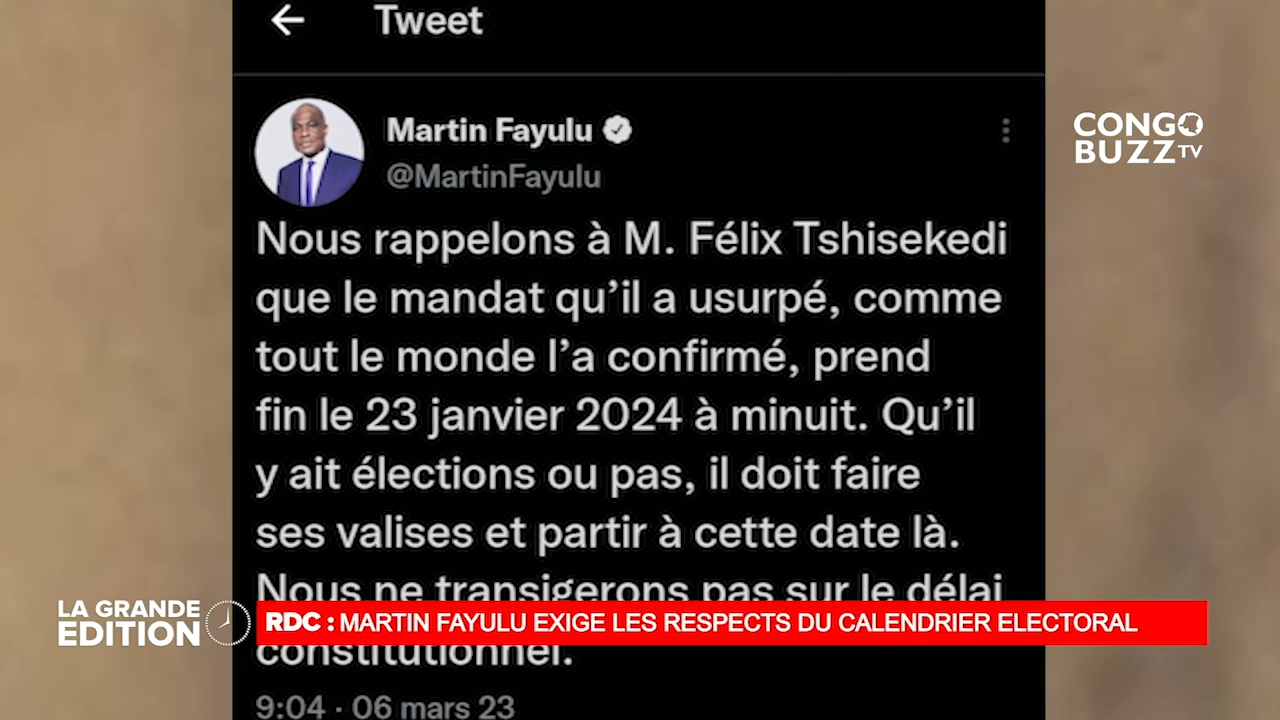 Tweet
Martin Fayulu
@MartinFayulu
Nous rappelons à M. Félix Tshisekedi
que le mandat qu'il a usurpé, comme
tout le monde l'a confirmé, prend
fin le 23 janvier 2024 à minuit. Qu'il
y ait élections ou pas, il doit faire
ses valises et partir à cette date là.
Nous ne transigerons pas sur le délai
constitutionnel.
9:04 · 06 mars 23
CONGO
BUZZ TV
LA GRANDE
EDITION
RDC : MARTIN FAYULU EXIGE LES RESPECTS DU CALENDRIER ELECTORAL